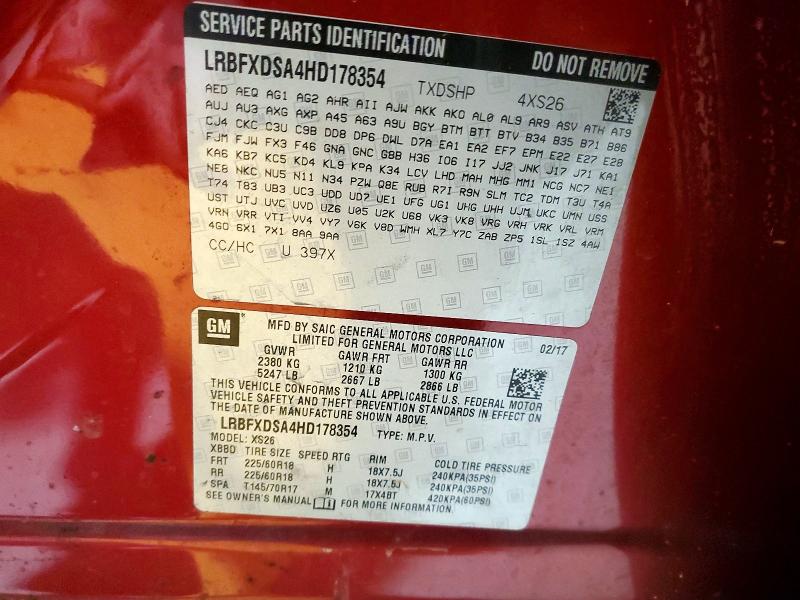 SERVICE PARTS IDENTIFICATION DO NOT REMOVE
LRBFXDSA4HD178354 TXDSHP 4XS26
AED AEQ AG1 AG2 AHR AII AJW AKK AKO AL0 AL9 AR9 ASV ATH AT9
AUJ AU3 AXG AXP A45 A63 A9U BGY BTM BTT BTV B34 B35 B71 B86
CJ4 CKC C3U C9B DD8 DP6 DWL D7A EA1 EA2 EF7 EPM E22 E27 E28
FJM FJW FX3 F46 GNA GNC G8B H36 IO6 I17 JJ2 JNK J17 J71 KA1
KA6 KB7 KC5 KD4 KL9 KPA K34 LCV LHD MAH MHG MM1 NCG NC7 NE1
NE8 NKC NU5 N11 N34 PZW Q8E RUB R7I R9N SLM TC2 TDM T3U T4A
T74 T83 UB3 UC3 UDD UD7 UE1 UFG UG1 UHG UHH UJM UKC UMN USS
UST UTJ UVC UVD UZ6 U05 U2K U68 VK3 VK8 VRG VRH VRK VRL VRM
VRN VRR VTI VV4 VY7 V6K V8D WMH XL7 Y7C ZAB ZP5 1SL 1SZ 4AW
4GD 6X1 7X1 8AA 9AA
CC/HC U 397X
GM
MFD BY SAIC GENERAL MOTORS CORPORATION 02/17
LIMITED FOR GENERAL MOTORS LLC
GVWR GAWR FRT GAWR RR
2380 KG 1210 KG 1300 KG
5247 LB 2667 LB 2866 LB
THIS VEHICLE CONFORMS TO ALL APPLICABLE U.S. FEDERAL MOTOR
VEHICLE SAFETY AND THEFT PREVENTION STANDARDS IN EFFECT ON
THE DATE OF MANUFACTURE SHOWN ABOVE.
LRBFXDSA4HD178354 TYPE: M.P.V.
MODEL: XS26
XBBD TIRE SIZE SPEED RTG RIM COLD TIRE PRESSURE
FRT 225/60R18 H 18X7.5J 240KPA(35PSI)
RR 225/60R18 H 18X7.5J 240KPA(35PSI)
SPA T145/70R17 M 17X4BT 420KPA(60PSI)
SEE OWNER'S MANUAL FOR MORE INFORMATION.